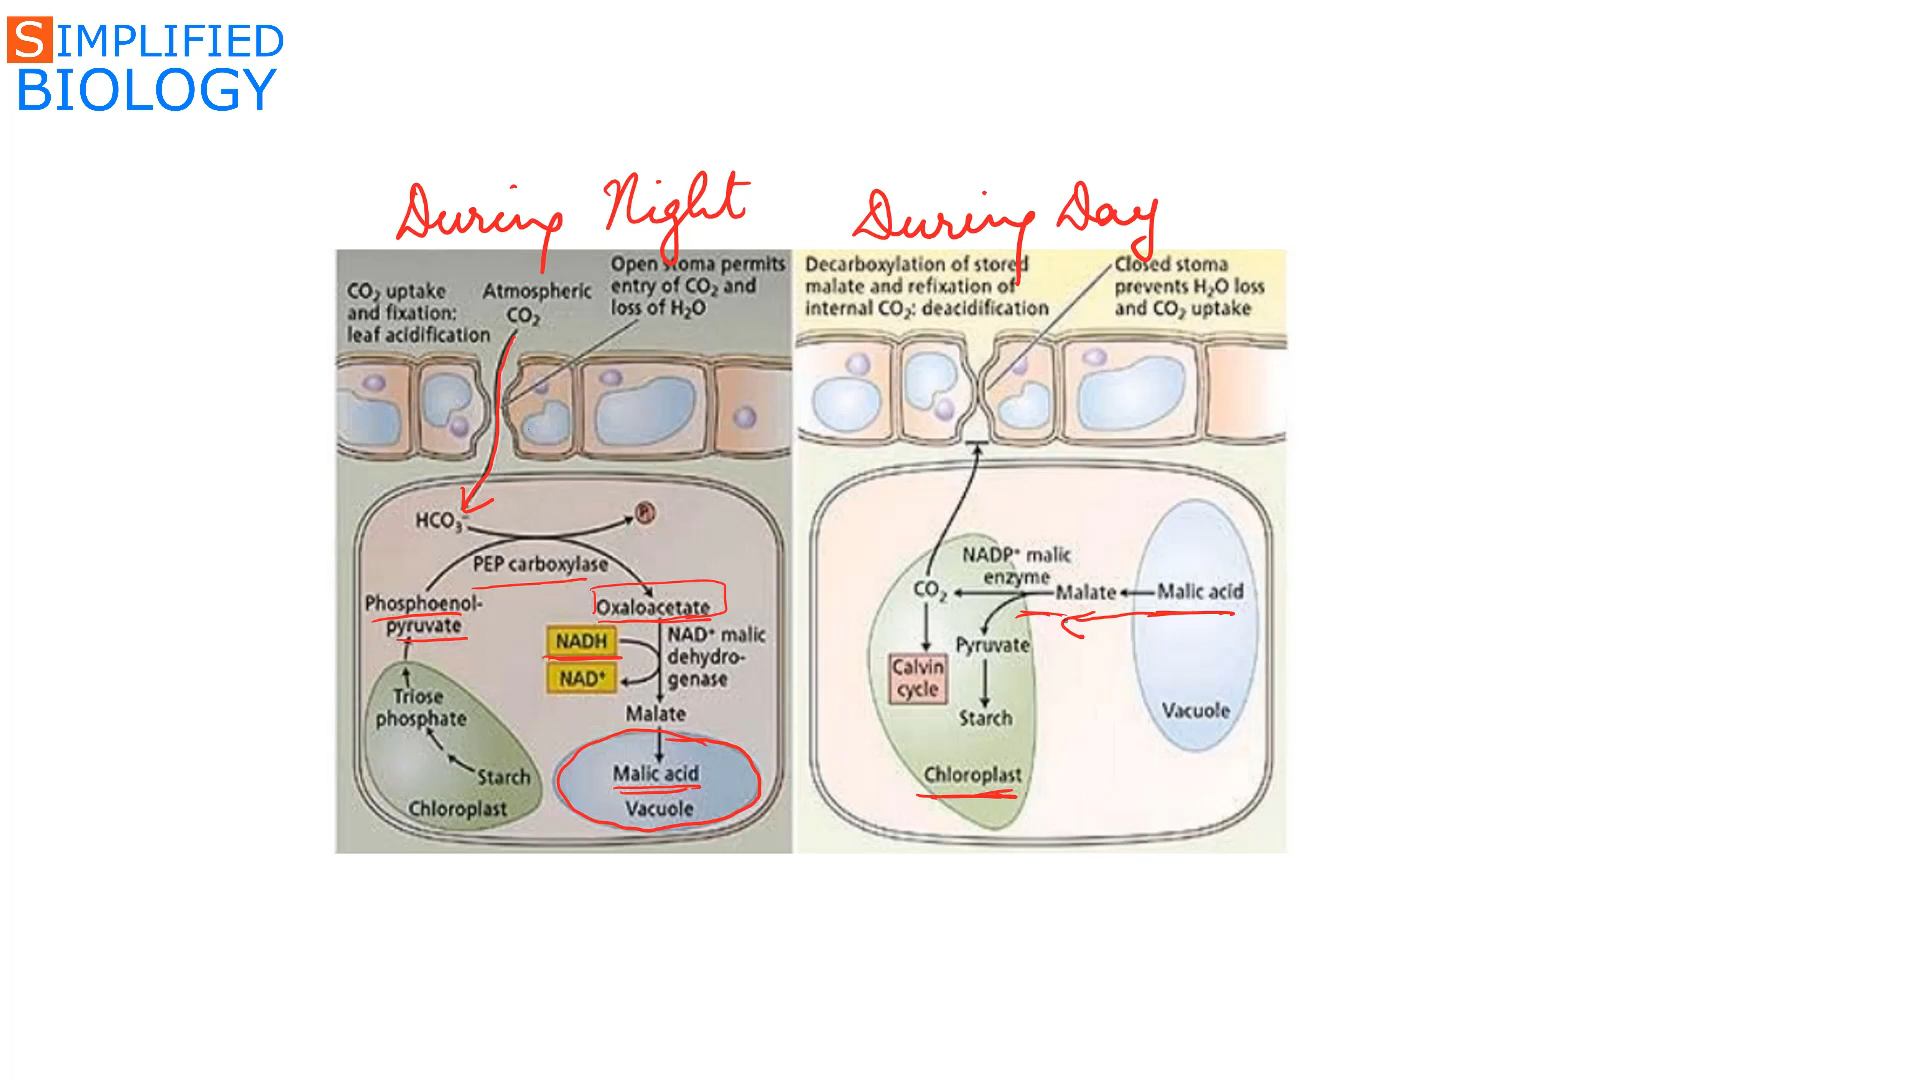 SIMPLIFIED
BIOLOGY
During Night
During Day
CO₂ uptake
and fixation:
leaf acidification
Atmospheric
CO₂
Open stoma permits
entry of CO₂ and
loss of H₂O
HCO₃⁻
Pᵢ
PEP carboxylase
Phosphoenol-
pyruvate
Oxaloacetate
NADH
NAD⁺
NAD⁺ malic
dehydro-
genase
Triose
phosphate
Malate
Starch
Chloroplast
Malic acid
Vacuole
Decarboxylation of stored
malate and refixation of
internal CO₂: deacidification
Closed stoma
prevents H₂O loss
and CO₂ uptake
NADP⁺ malic
enzyme
CO₂
Malate
Malic acid
Pyruvate
Calvin
cycle
Starch
Vacuole
Chloroplast